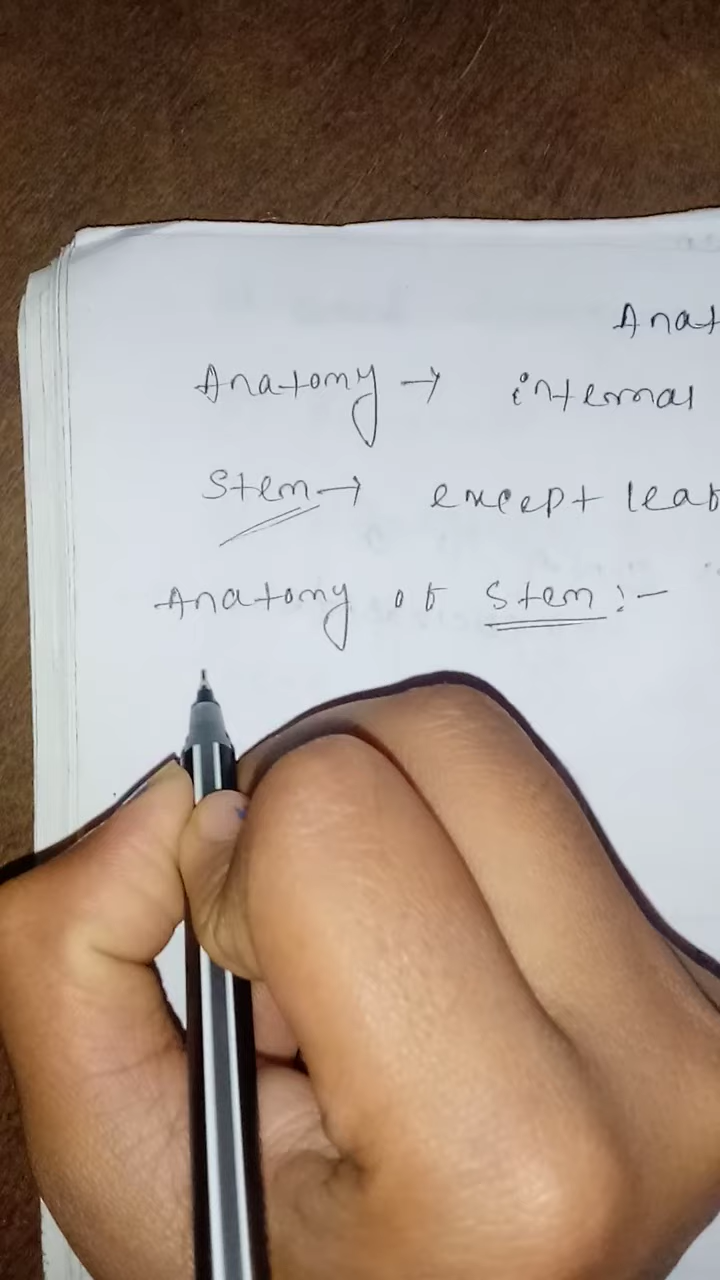 Anat
Anatomy → internal
Stem → except leaf
Anatomy of Stem :-